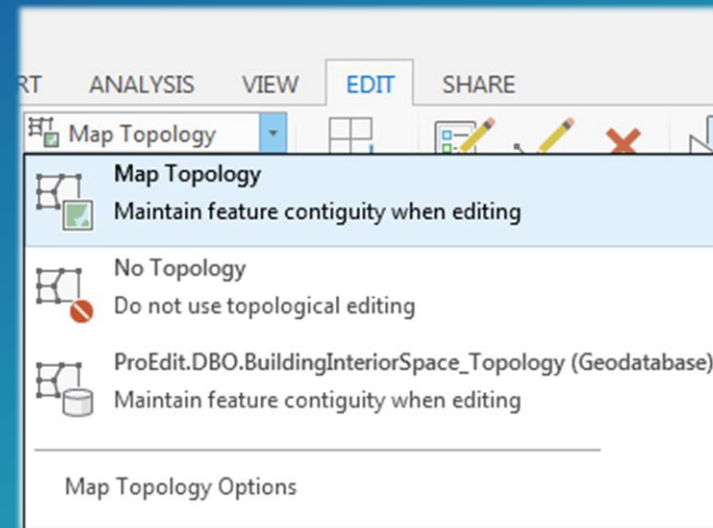 RT ANALYSIS VIEW EDIT SHARE
Map Topology
Map Topology
Maintain feature contiguity when editing
No Topology
Do not use topological editing
ProEdit.DBO.BuildingInteriorSpace_Topology (Geodatabase)
Maintain feature contiguity when editing
Map Topology Options